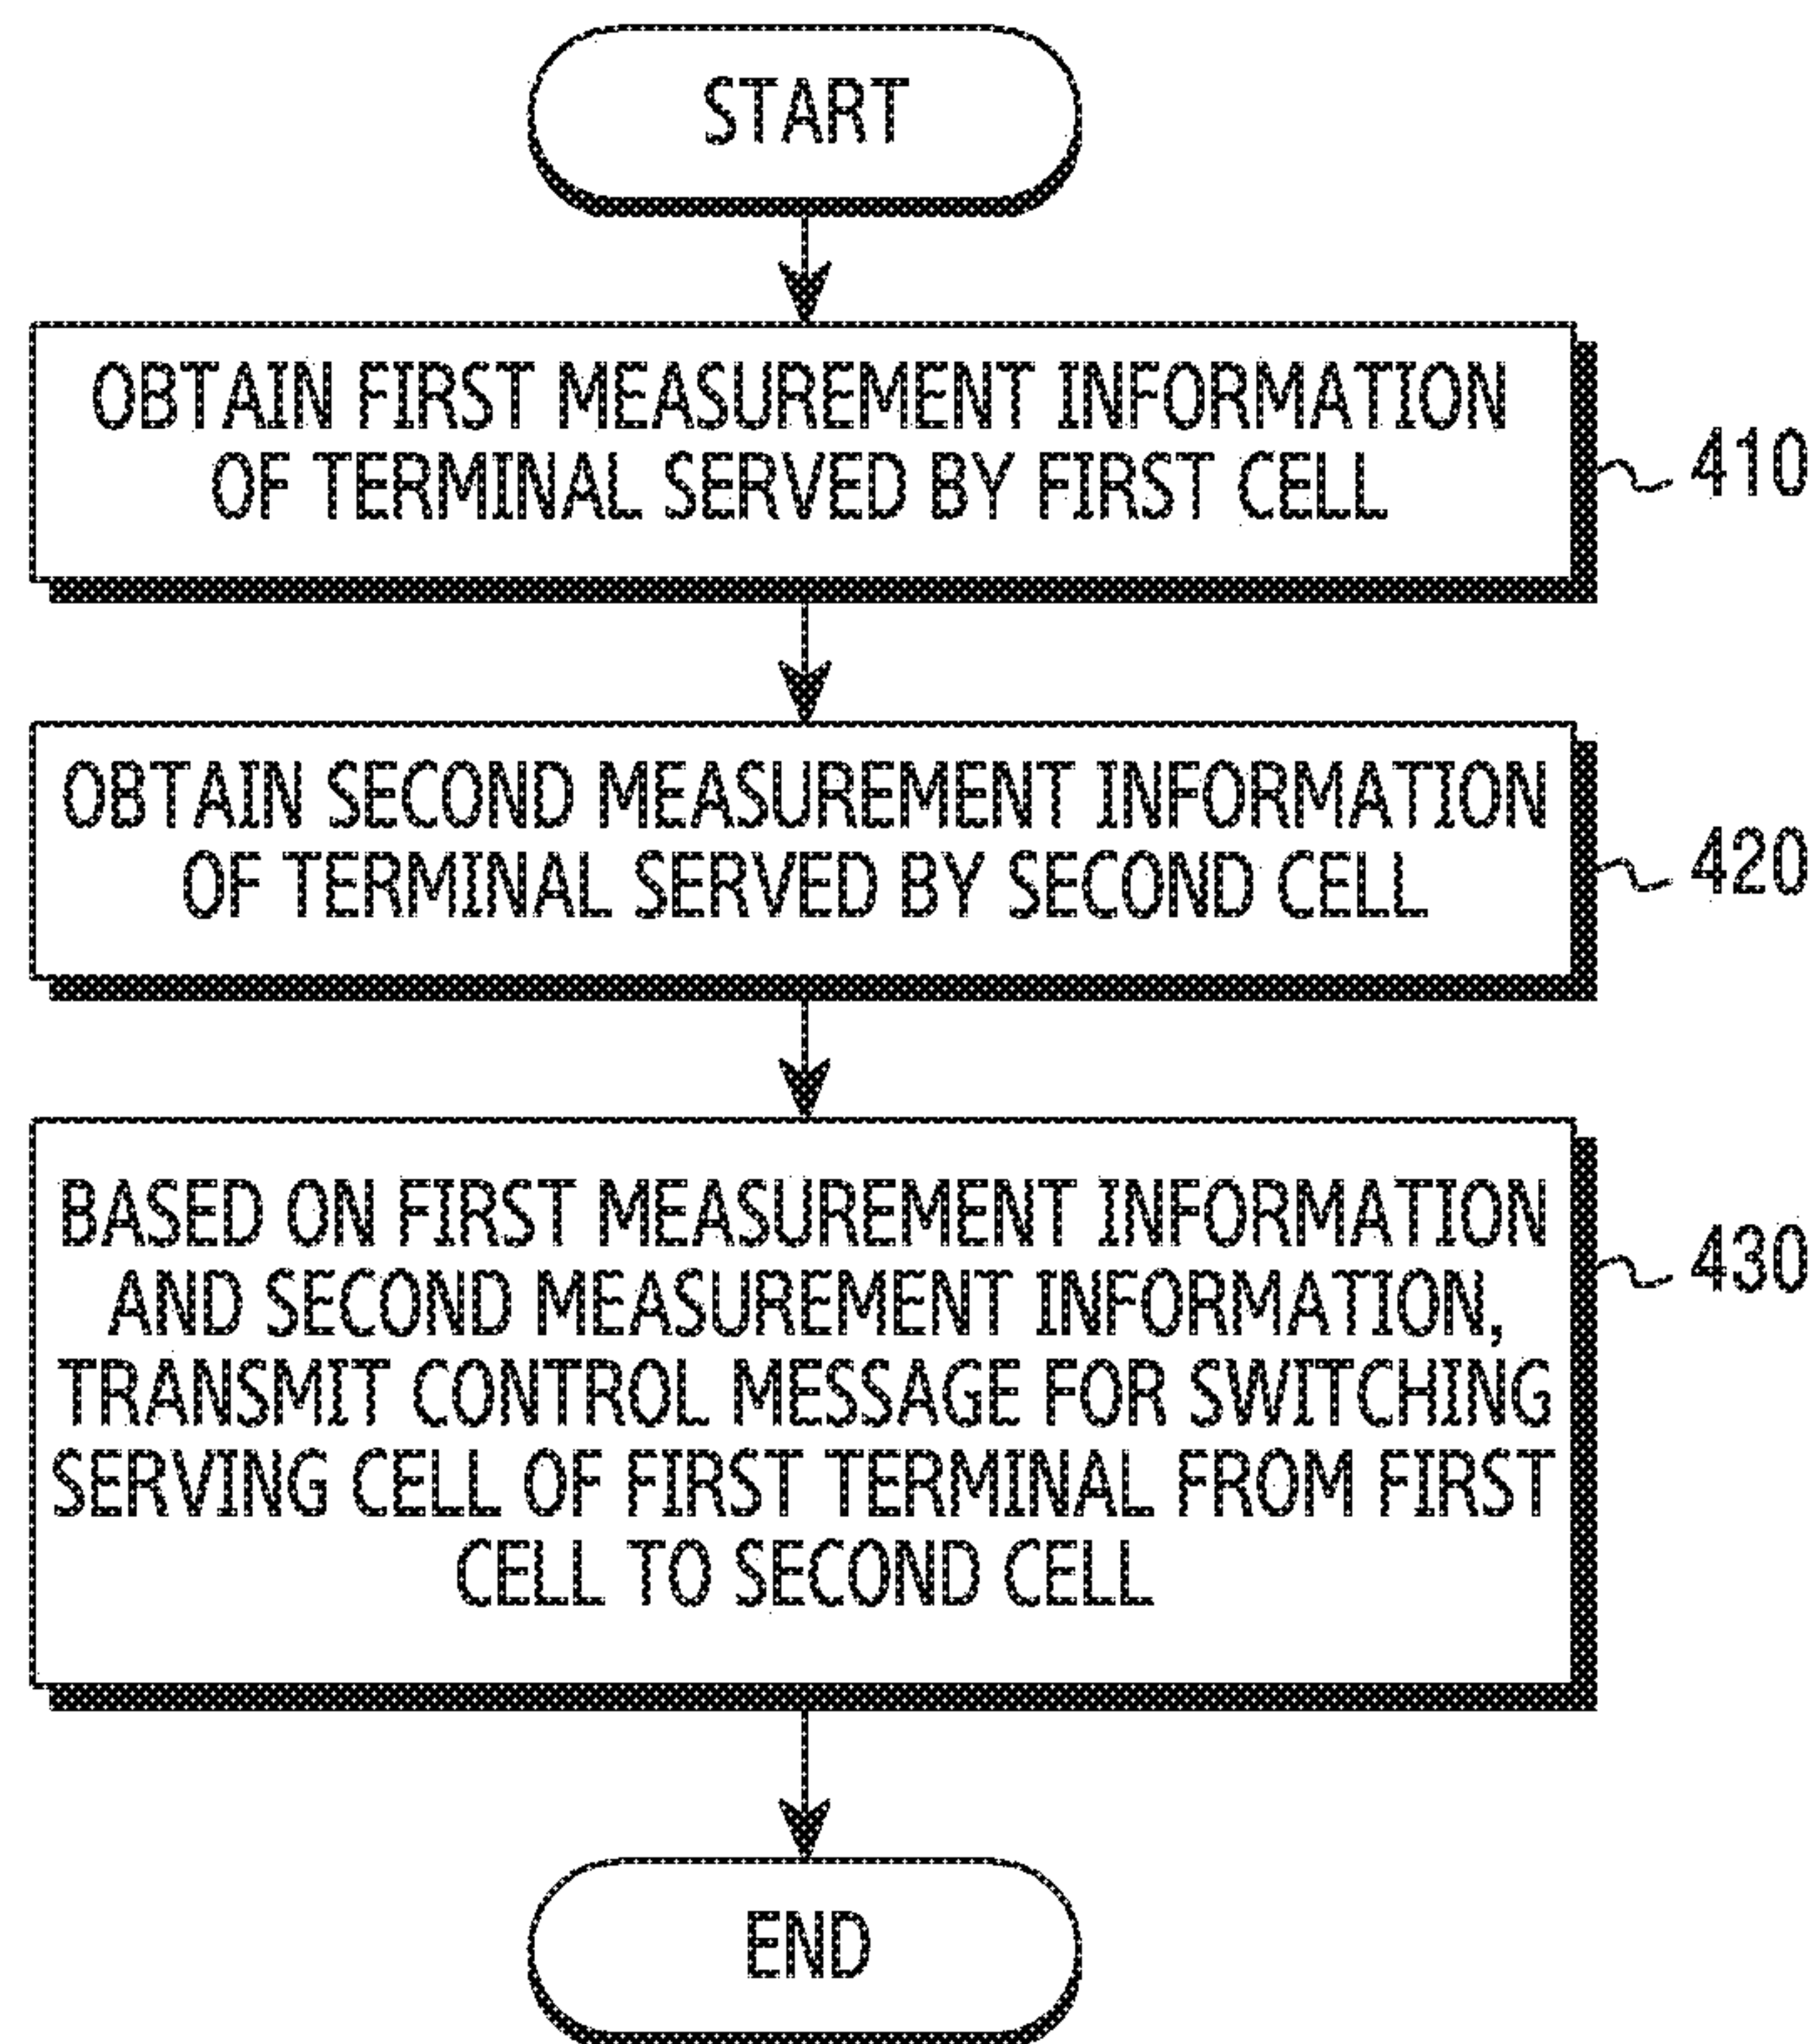 START
OBTAIN FIRST MEASUREMENT INFORMATION
OF TERMINAL SERVED BY FIRST CELL
410
OBTAIN SECOND MEASUREMENT INFORMATION
OF TERMINAL SERVED BY SECOND CELL
420
BASED ON FIRST MEASUREMENT INFORMATION
AND SECOND MEASUREMENT INFORMATION,
TRANSMIT CONTROL MESSAGE FOR SWITCHING
SERVING CELL OF FIRST TERMINAL FROM FIRST
CELL TO SECOND CELL
430
END